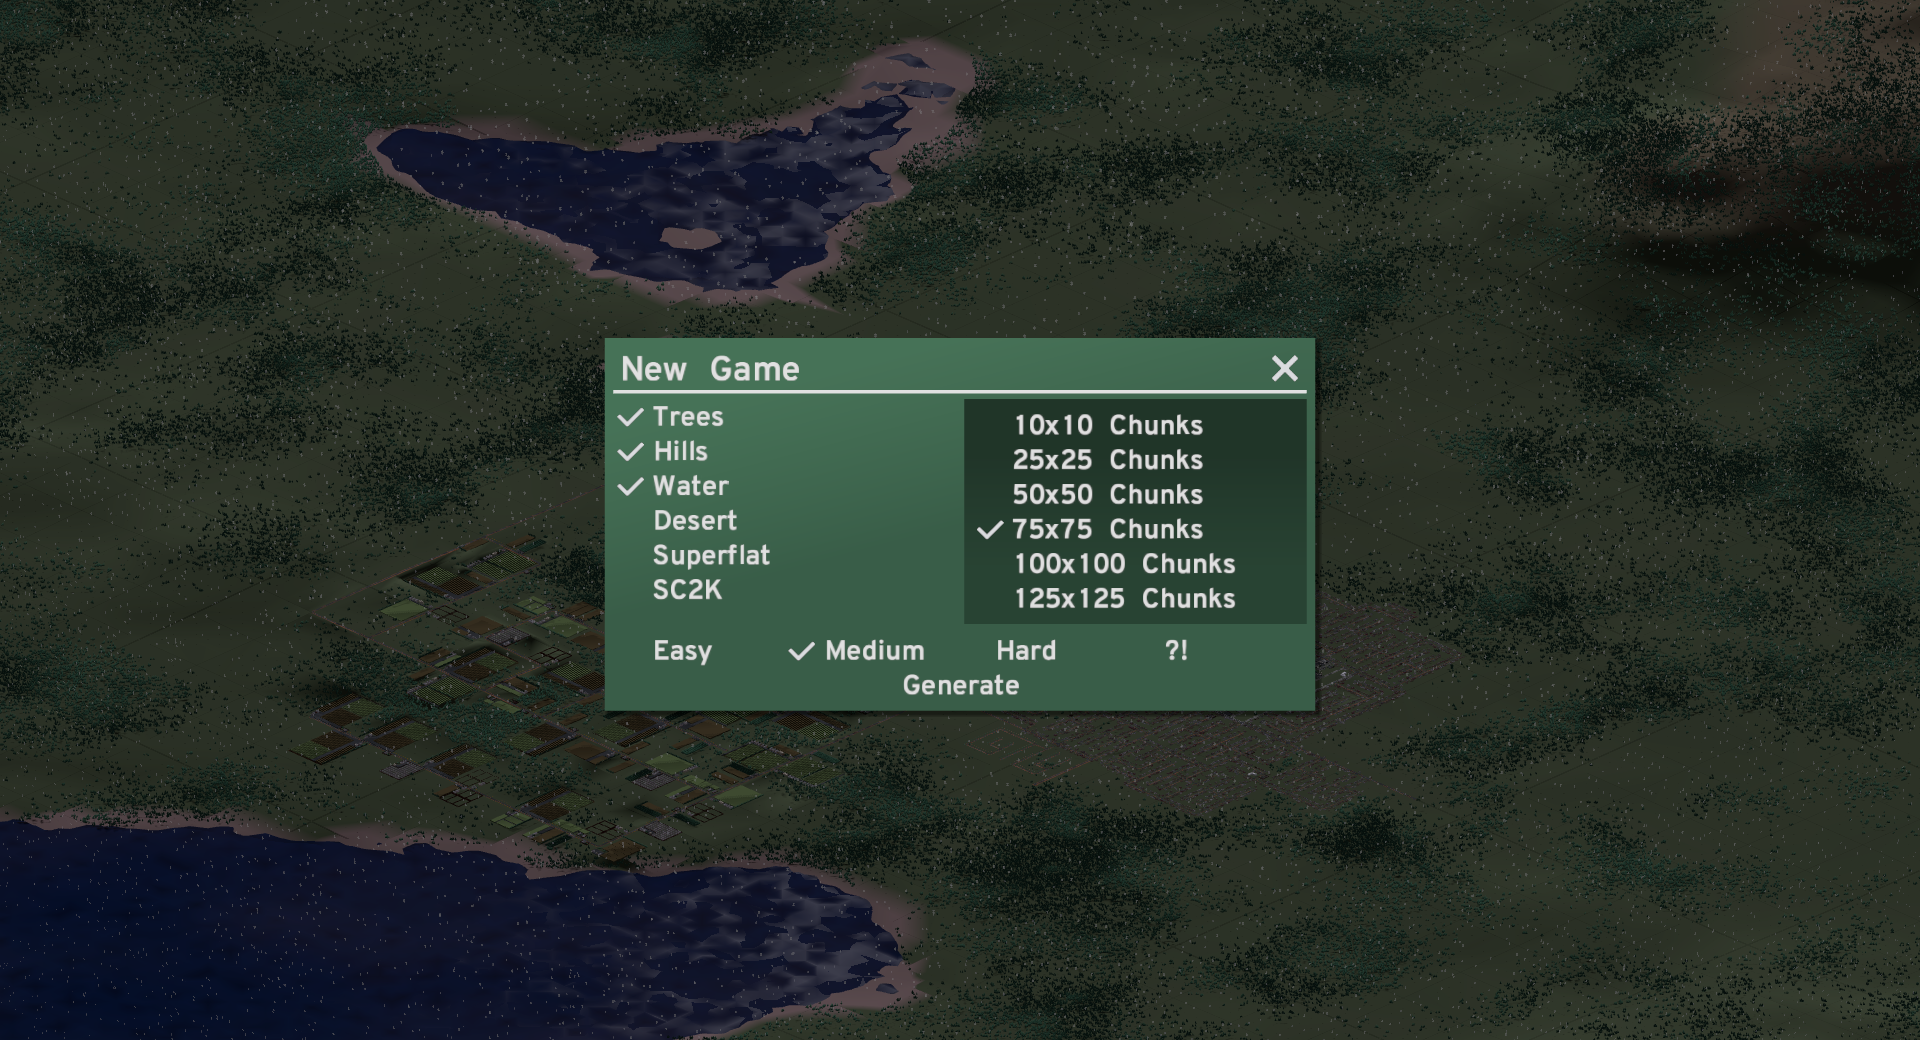 New Game
Trees
Hills
Water
Desert
Superflat
SC2K
10x10 Chunks
25x25 Chunks
50x50 Chunks
75x75 Chunks
100x100 Chunks
125x125 Chunks
Easy Medium Hard ?!
Generate